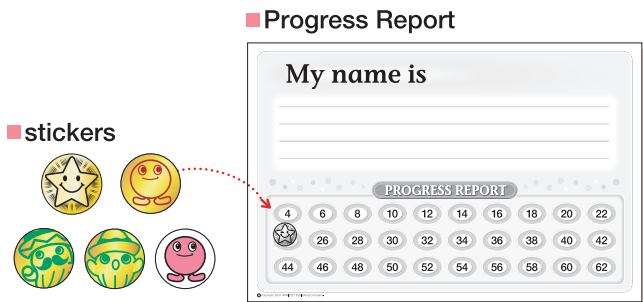 Progress Report
My name is
stickers
PROGRESS REPORT
4 6 8 10 12 14 16 18 20 22
26 28 30 32 34 36 38 40 42
44 46 48 50 52 54 56 58 60 62